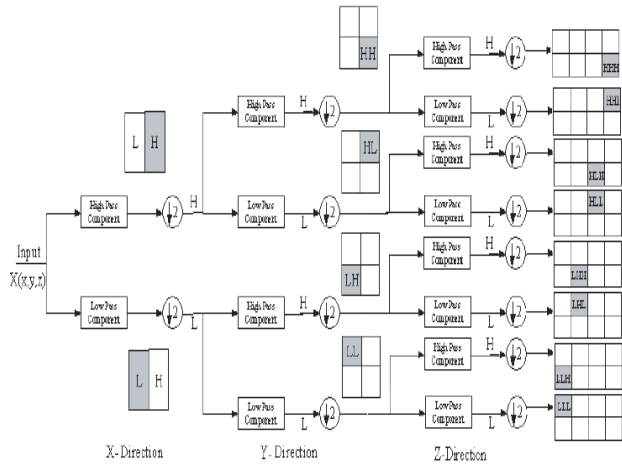 HH
High Pass
Component
H
↓2
HHH
High Pass
Component
H
↓2
Low Pass
Component
L
↓2
HHL
L H
HL
High Pass
Component
H
↓2
HLH
High Pass
Component
↓2
H
Low Pass
Component
L
↓2
Low Pass
Component
L
↓2
HLL
Input
X(x,y,z)
LH
High Pass
Component
H
↓2
LHH
Low Pass
Component
↓2
L
High Pass
Component
H
↓2
Low Pass
Component
L
↓2
LHL
L H
LL
High Pass
Component
H
↓2
LLH
Low Pass
Component
L
↓2
Low Pass
Component
L
↓2
LLL
X- Direction
Y- Direction
Z-Direction